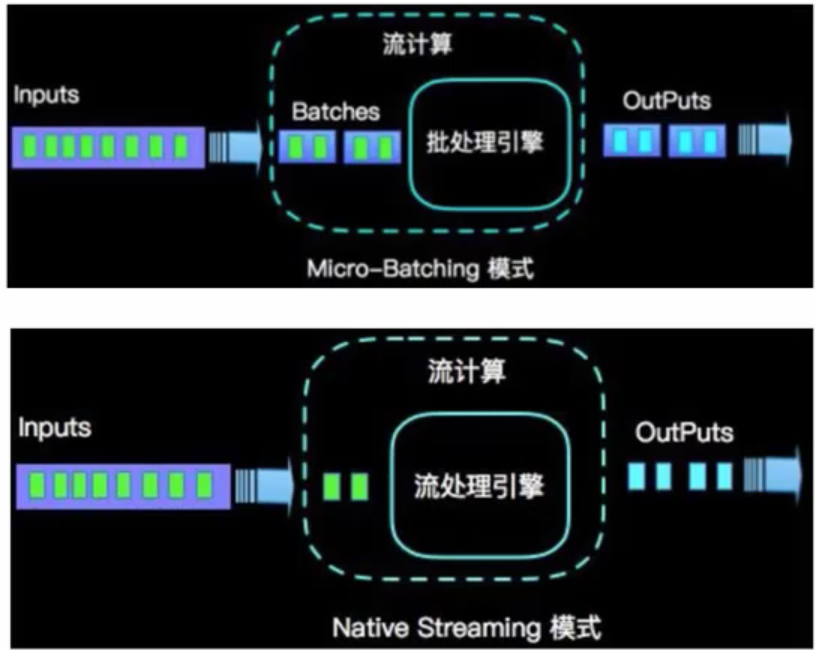 流计算
Inputs
Batches
OutPuts
批处理引擎
Micro-Batching 模式
流计算
Inputs
OutPuts
流处理引擎
Native Streaming 模式